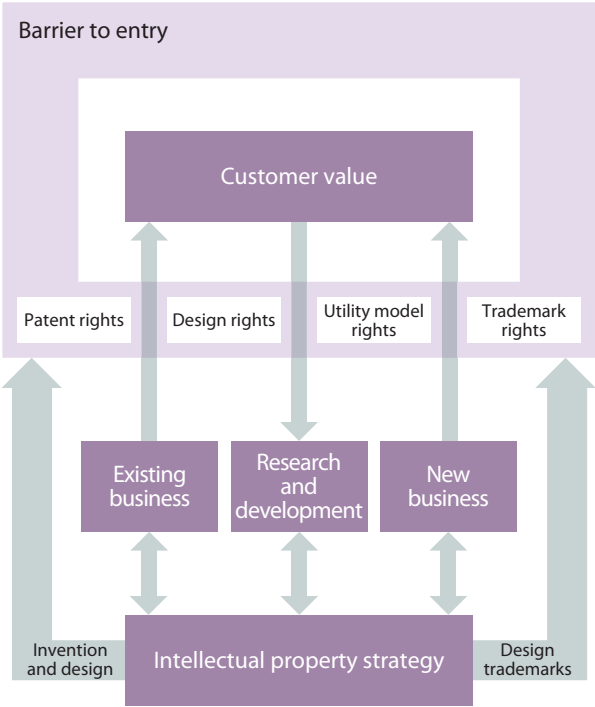 Barrier to entry
Customer value
Patent rights
Design rights
Utility model
rights
Trademark
rights
Existing
business
Research
and
development
New
business
Invention
and design
Intellectual property strategy
Design
trademarks